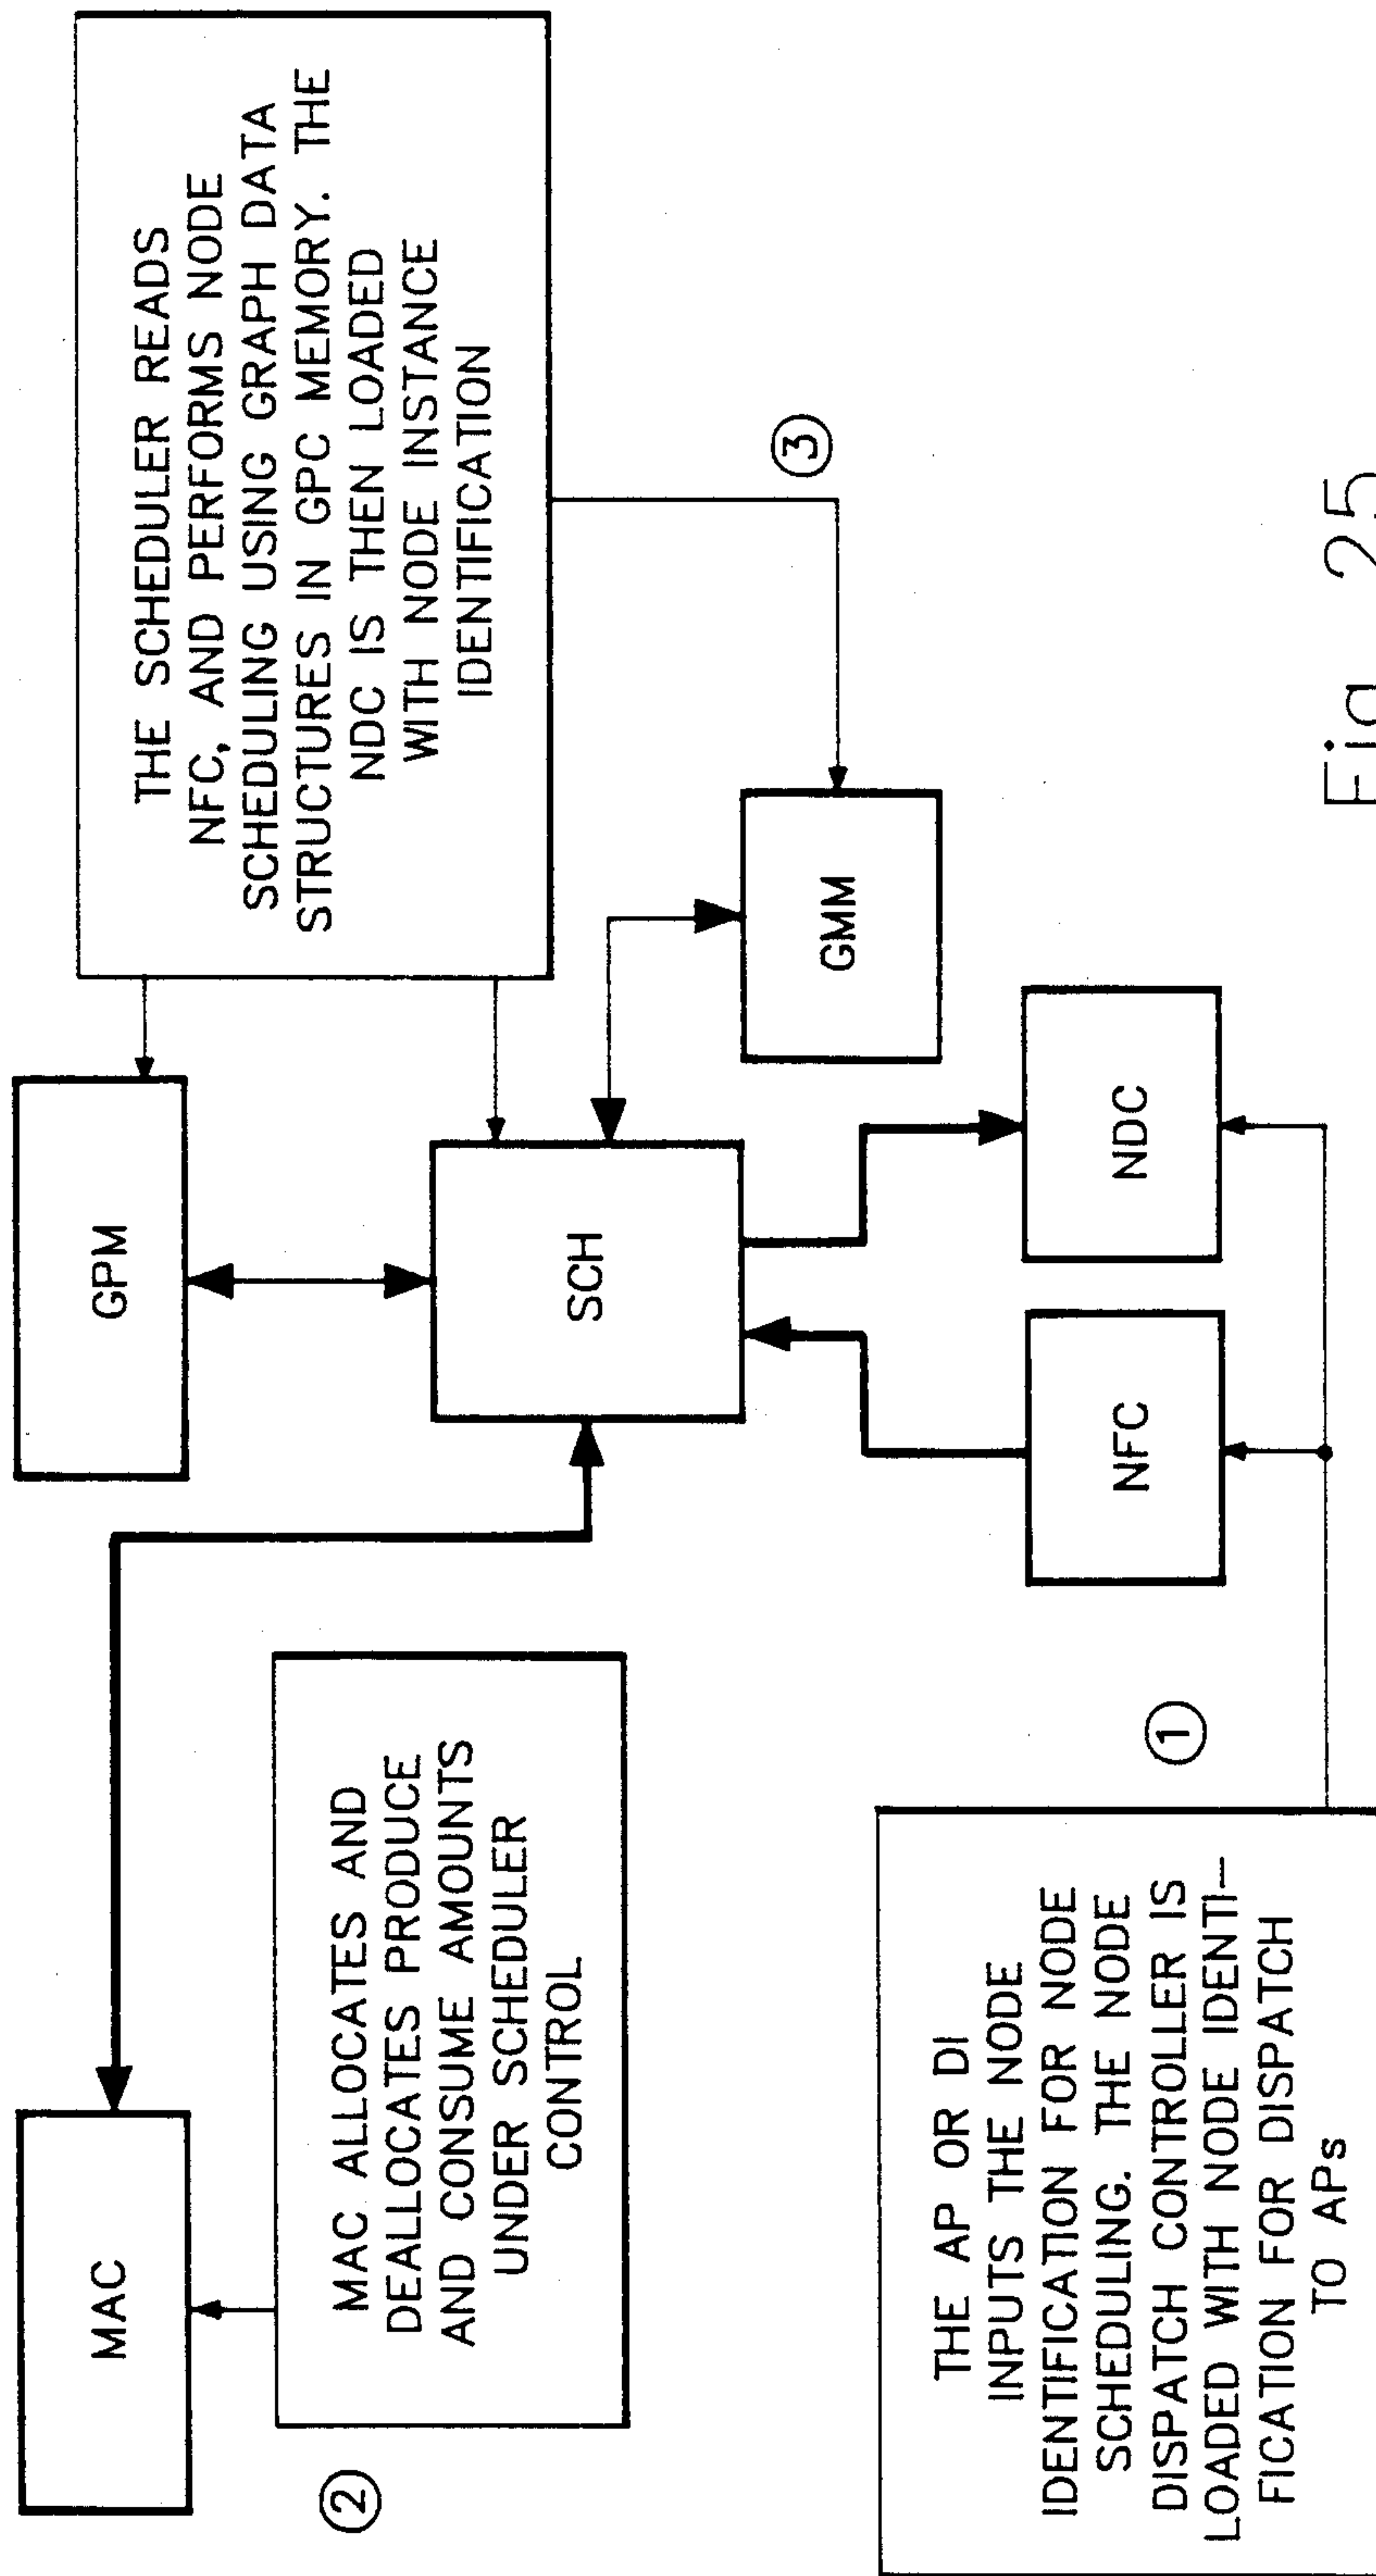 MAC
GPM
THE SCHEDULER READS
NFC, AND PERFORMS NODE
SCHEDULING USING GRAPH DATA
STRUCTURES IN GPC MEMORY. THE
NDC IS THEN LOADED
WITH NODE INSTANCE
IDENTIFICATION
②
MAC ALLOCATES AND
DEALLOCATES PRODUCE
AND CONSUME AMOUNTS
UNDER SCHEDULER
CONTROL
SCH
③
GMM
THE AP OR DI
INPUTS THE NODE
IDENTIFICATION FOR NODE
SCHEDULING. THE NODE
DISPATCH CONTROLLER IS
LOADED WITH NODE IDENTI-
FICATION FOR DISPATCH
TO APs
①
NFC
NDC
Fig 25